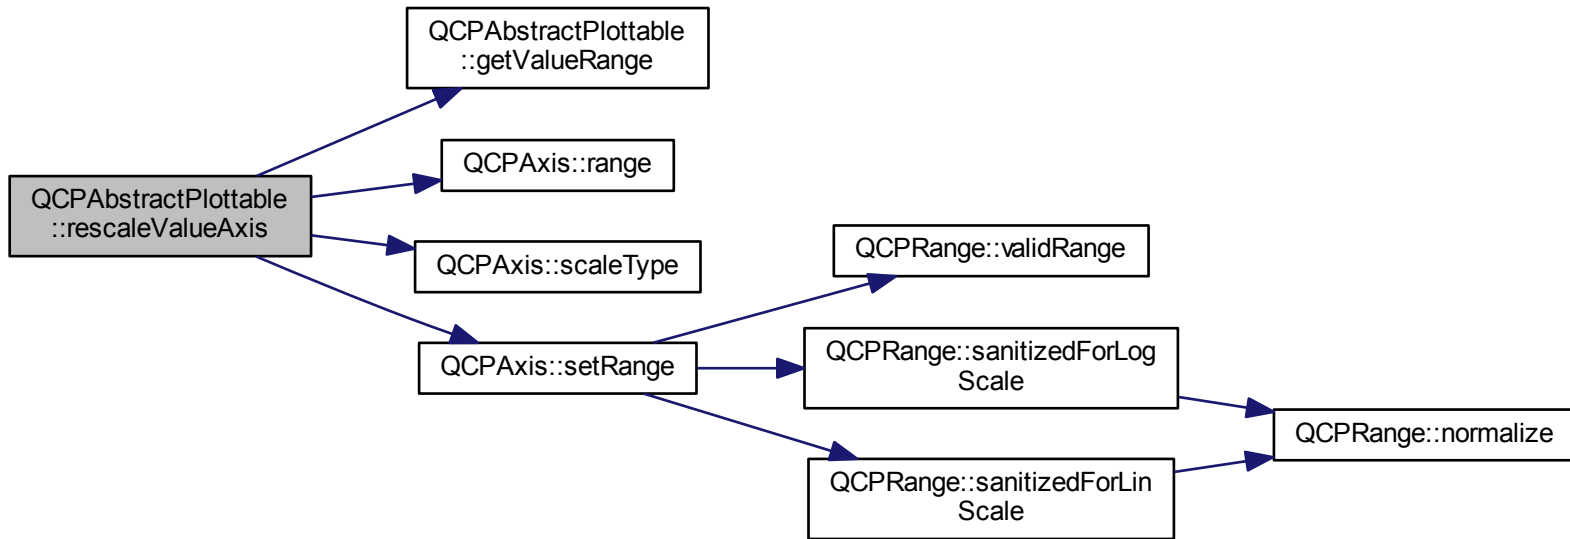 QCPAbstractPlottable
::getValueRange
QCPAxis::range
QCPAbstractPlottable
::rescaleValueAxis
QCPAxis::scaleType
QCPRange::validRange
QCPAxis::setRange
QCPRange::sanitizedForLog
Scale
QCPRange::normalize
QCPRange::sanitizedForLin
Scale